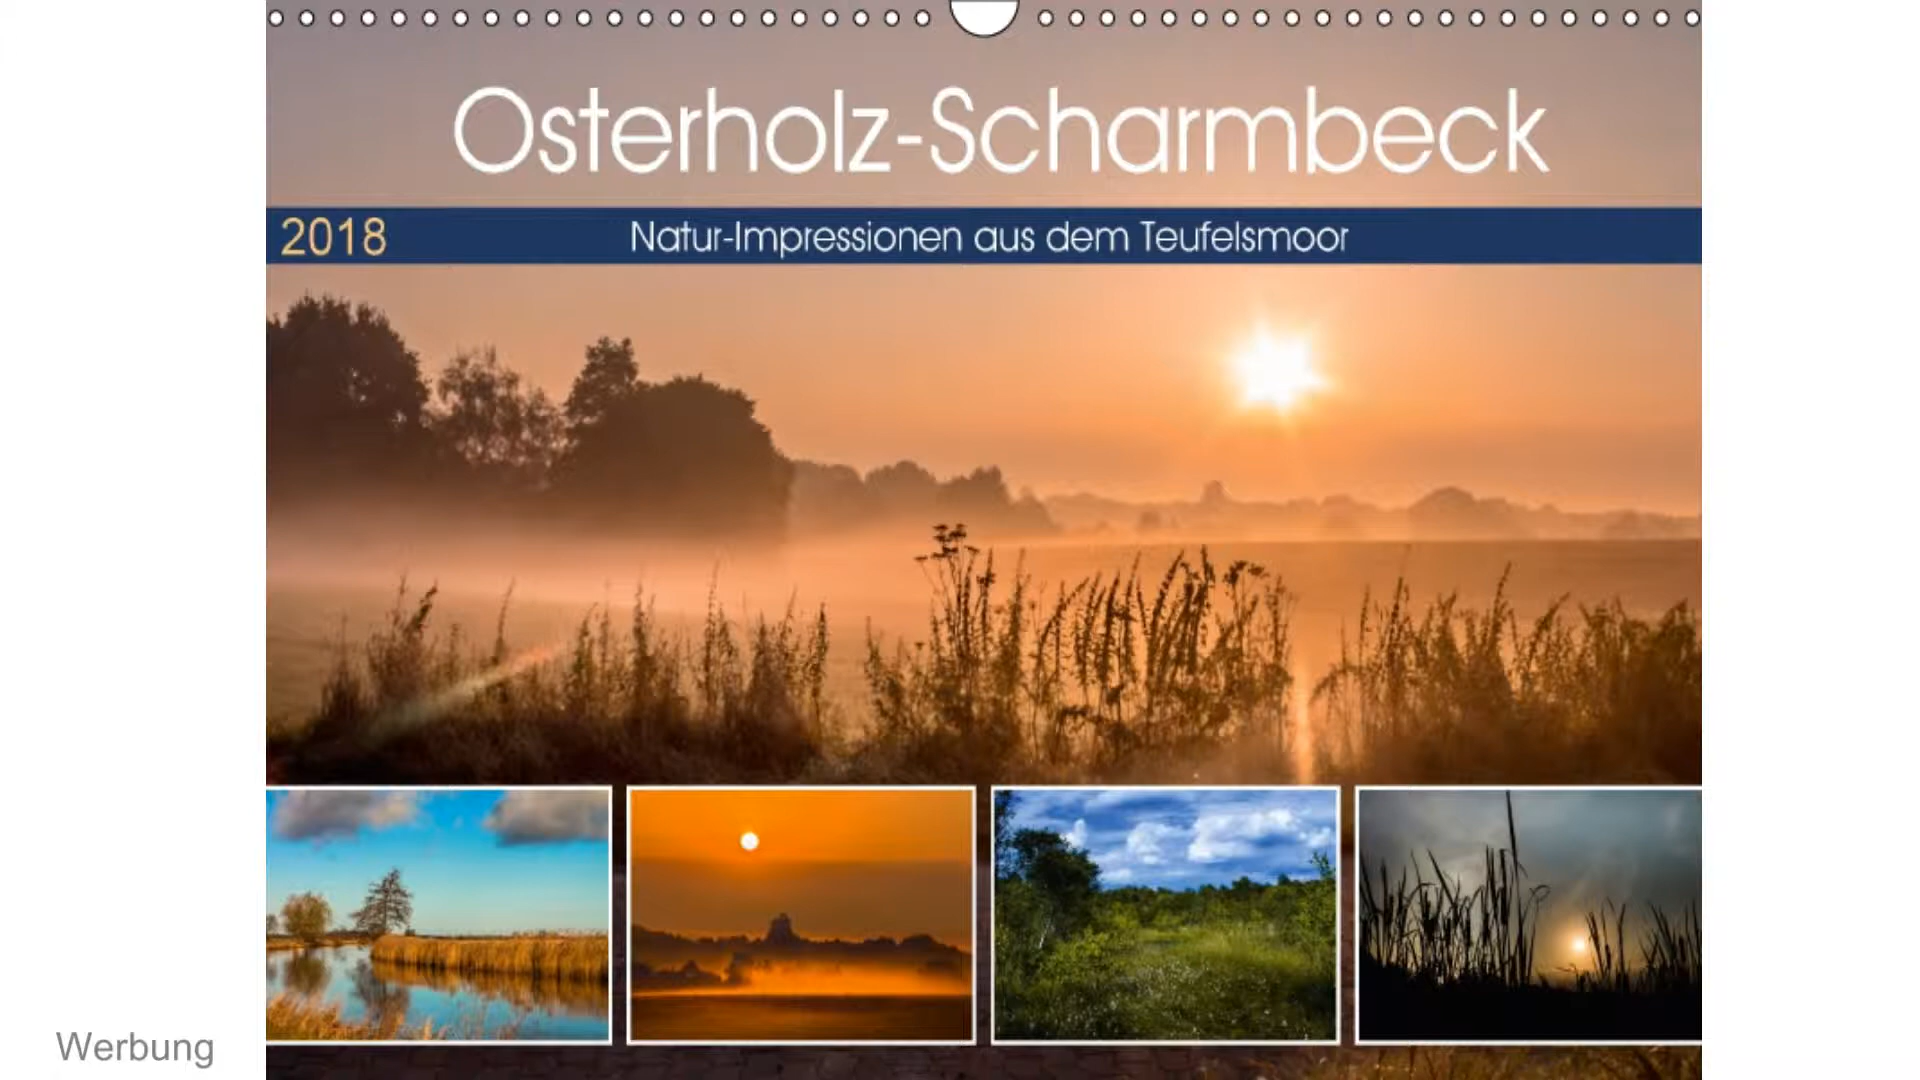 Osterholz-Scharmbeck
2018
Natur-Impressionen aus dem Teufelsmoor
Werbung